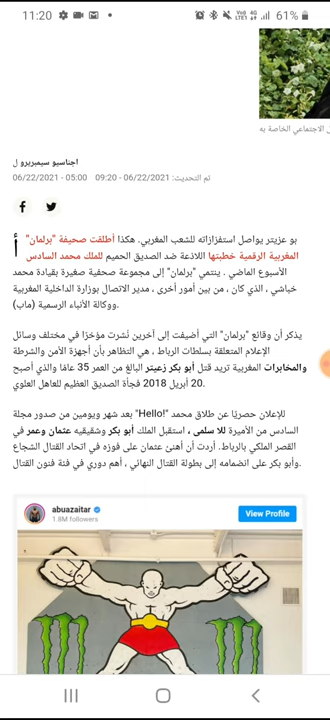 11:20
61%
ل الاجتماعي الخاصة به
اجناسيو سيمبريرو ل
06/22/2021 - 05:00 تم التحديث: 06/22/2021 - 09:20
بو عزيتر يواصل استفزازاته للشعب المغربي. هكذا أطلقت صحيفة "برلمان"
أ
المغربية الرقمية خطبتها اللاذعة ضد الصديق الحميم للملك محمد السادس
الأسبوع الماضي . ينتمي "برلمان" إلى مجموعة صحفية صغيرة بقيادة محمد
خباشي ، الذي كان ، من بين أمور أخرى ، مدير الاتصال بوزارة الداخلية المغربية
ووكالة الأنباء الرسمية (ماب).
يذكر أن وقائع "برلمان" التي أضيفت إلى آخرين نُشرت مؤخرًا في مختلف وسائل
الإعلام المتعلقة بسلطات الرباط ، هي التظاهر بأن أجهزة الأمن والشرطة
والمخابرات المغربية تريد قتل أبو بكر زعيتر البالغ من العمر 35 عامًا والذي أصبح
20 أبريل 2018 فجأة الصديق العظيم للعاهل العلوي.
للإعلان حصريًا عن طلاق محمد "Hello!" بعد شهر ويومين من صدور مجلة
السادس من الأميرة للا سلمى ، استقبل الملك أبو بكر وشقيقيه عثمان وعمر في
القصر الملكي بالرباط. أردت أن أهنئ عثمان على فوزه في اتحاد القتال الشجاع
وأبو بكر على انضمامه إلى بطولة القتال النهائي ، أهم دوري في فئة فنون القتال.
abuazaitar
1.8M followers
View Profile